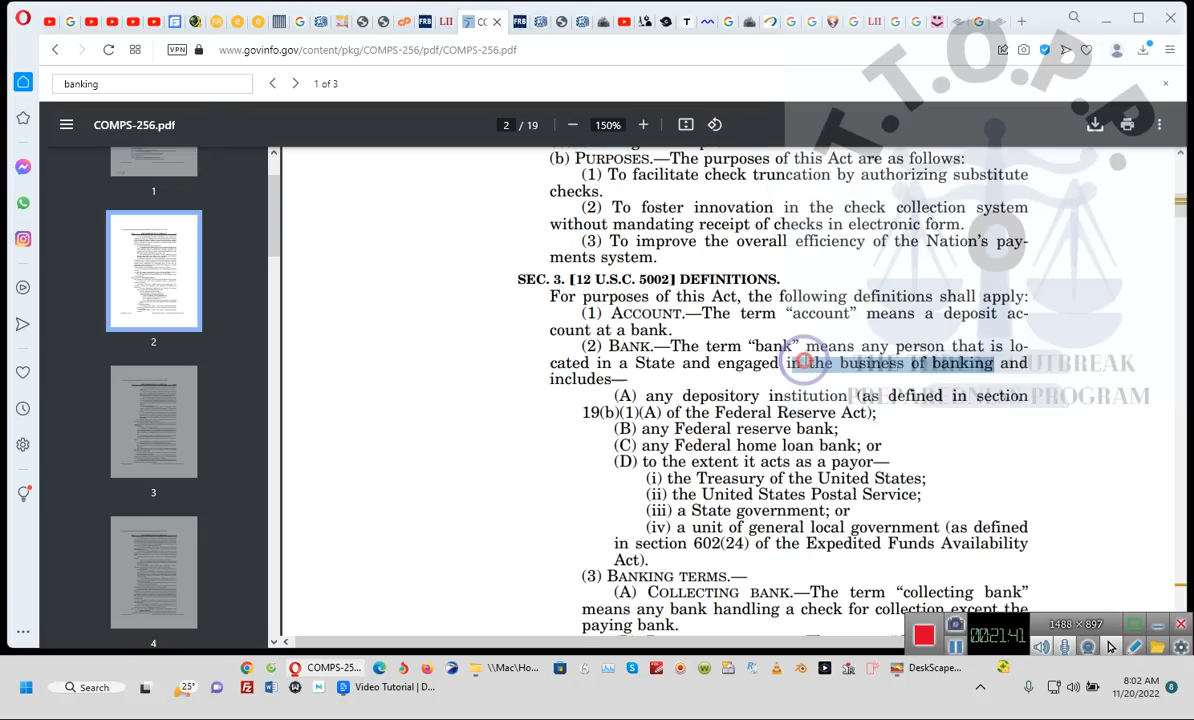 CC
VPN
www.govinfo.gov/content/pkg/COMPS-256/pdf/COMPS-256.pdf
banking
1 of 3
COMPS-256.pdf
2 / 19
150%
T.T.O.P.P.
1
2
3
4
(b) PURPOSES.—The purposes of this Act are as follows:
(1) To facilitate check truncation by authorizing substitute
checks.
(2) To foster innovation in the check collection system
without mandating receipt of checks in electronic form.
(3) To improve the overall efficiency of the Nation's pay-
ments system.
SEC. 3. [12 U.S.C. 5002] DEFINITIONS.
For purposes of this Act, the following definitions shall apply:
(1) ACCOUNT.—The term "account" means a deposit ac-
count at a bank.
(2) BANK.—The term "bank" means any person that is lo-
cated in a State and engaged in the business of banking and
includes—
(A) any depository institution (as defined in section
19(b)(1)(A) of the Federal Reserve Act);
(B) any Federal reserve bank;
(C) any Federal home loan bank; or
(D) to the extent it acts as a payor—
(i) the Treasury of the United States;
(ii) the United States Postal Service;
(iii) a State government; or
(iv) a unit of general local government (as defined
in section 602(24) of the Expedited Funds Availability
Act).
(3) BANKING TERMS.—
(A) COLLECTING BANK.—The term "collecting bank"
means any bank handling a check for collection except the
paying bank.
OUTBREAK
PROGRAM
1488 × 897
00:21:41
Search
25°
COMPS-25...
\\Mac\Ho...
DeskScape...
Video Tutorial | D...
8:02 AM
11/20/2022
8